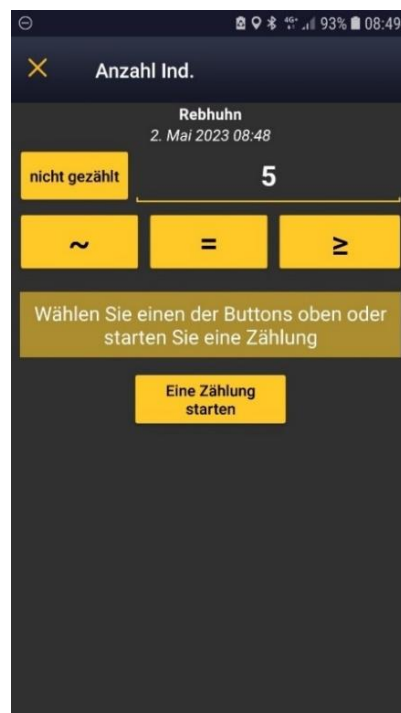 93% 08:49
Anzahl Ind.
Rebhuhn
2. Mai 2023 08:48
nicht gezählt
5
~ = ≥
Wählen Sie einen der Buttons oben oder
starten Sie eine Zählung
Eine Zählung
starten